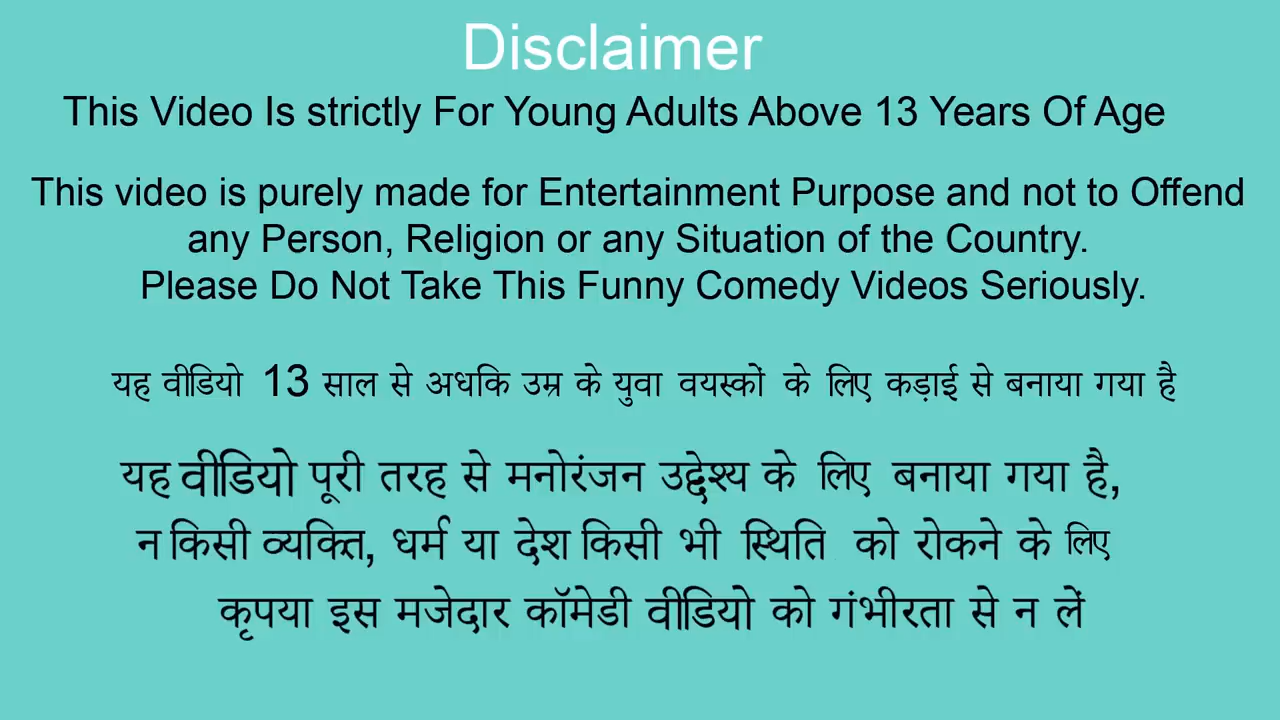 Disclaimer
This Video Is strictly For Young Adults Above 13 Years Of Age
This video is purely made for Entertainment Purpose and not to Offend
any Person, Religion or any Situation of the Country.
Please Do Not Take This Funny Comedy Videos Seriously.
यह वीडियो 13 साल से अधकि उम्र के युवा वयस्कों के लिए कड़ाई से बनाया गया है
यह वीडियो पूरी तरह से मनोरंजन उद्देश्य के लिए बनाया गया है,
न किसी व्यक्ति, धर्म या देश किसी भी स्थिति को रोकने के लिए
कृपया इस मजेदार कॉमेडी वीडियो को गंभीरता से न लें